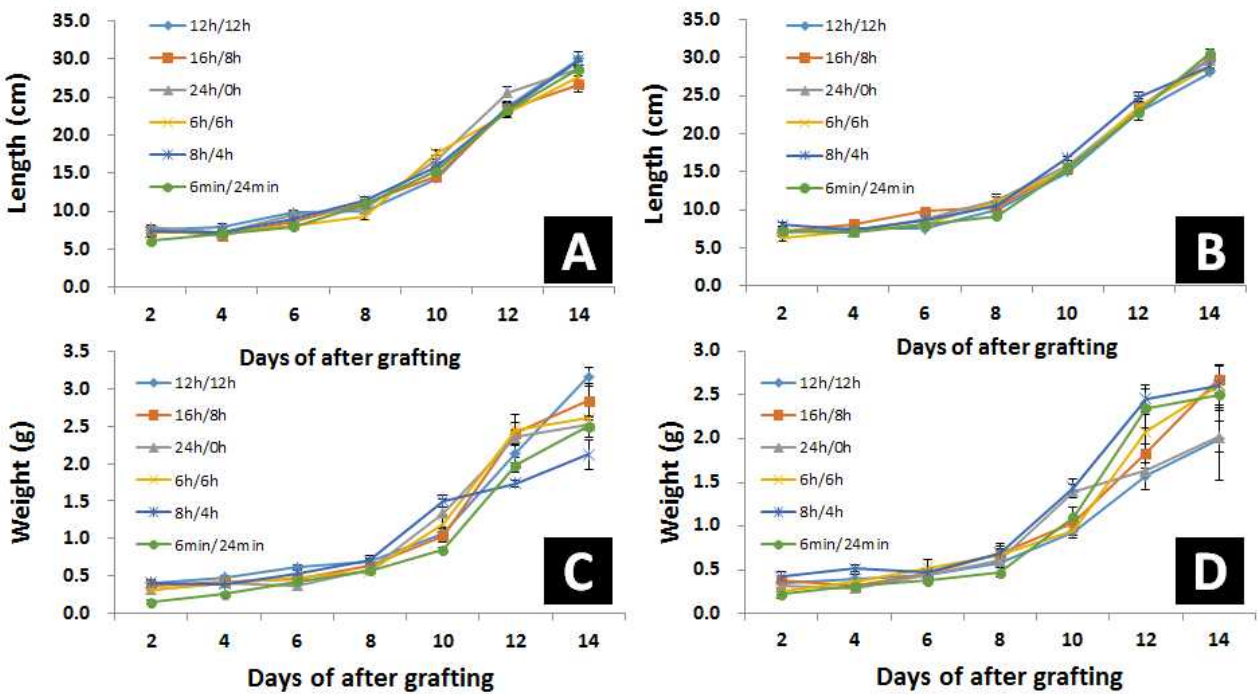 Length (cm)
35.0
30.0
25.0
20.0
15.0
10.0
5.0
0.0
12h/12h
16h/8h
24h/0h
6h/6h
8h/4h
6min/24min
A
2 4 6 8 10 12 14
Days of after grafting
Length (cm)
35.0
30.0
25.0
20.0
15.0
10.0
5.0
0.0
12h/12h
16h/8h
24h/0h
6h/6h
8h/4h
6min/24min
B
2 4 6 8 10 12 14
Days of after grafting
Weight (g)
3.5
3.0
2.5
2.0
1.5
1.0
0.5
0.0
12h/12h
16h/8h
24h/0h
6h/6h
8h/4h
6min/24min
C
2 4 6 8 10 12 14
Days of after grafting
Weight (g)
3.0
2.5
2.0
1.5
1.0
0.5
0.0
12h/12h
16h/8h
24h/0h
6h/6h
8h/4h
6min/24min
D
2 4 6 8 10 12 14
Days of after grafting